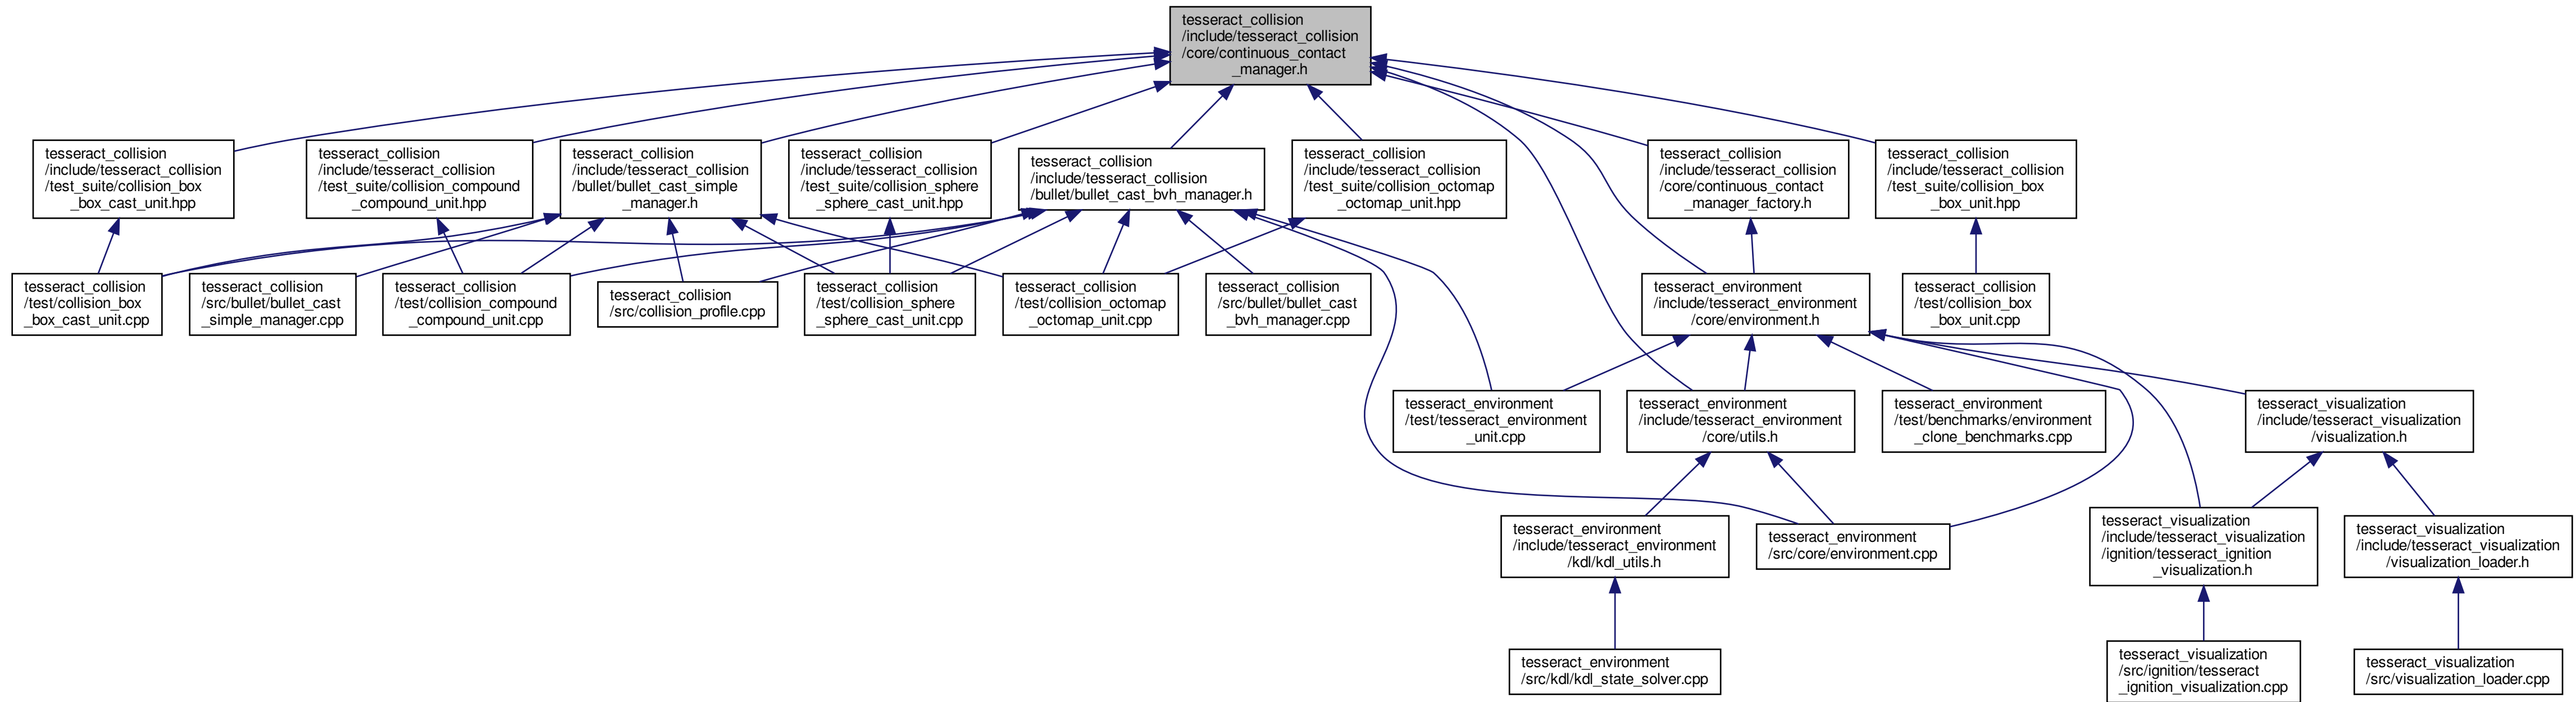 tesseract_collision
/include/tesseract_collision
/core/continuous_contact
_manager.h
tesseract_collision
/include/tesseract_collision
/test_suite/collision_box
_box_cast_unit.hpp
tesseract_collision
/include/tesseract_collision
/test_suite/collision_compound
_compound_unit.hpp
tesseract_collision
/include/tesseract_collision
/bullet/bullet_cast_simple
_manager.h
tesseract_collision
/include/tesseract_collision
/test_suite/collision_sphere
_sphere_cast_unit.hpp
tesseract_collision
/include/tesseract_collision
/bullet/bullet_cast_bvh_manager.h
tesseract_collision
/include/tesseract_collision
/test_suite/collision_octomap
_octomap_unit.hpp
tesseract_collision
/include/tesseract_collision
/core/continuous_contact
_manager_factory.h
tesseract_collision
/include/tesseract_collision
/test_suite/collision_box
_box_unit.hpp
tesseract_collision
/test/collision_box
_box_cast_unit.cpp
tesseract_collision
/src/bullet/bullet_cast
_simple_manager.cpp
tesseract_collision
/test/collision_compound
_compound_unit.cpp
tesseract_collision
/src/collision_profile.cpp
tesseract_collision
/test/collision_sphere
_sphere_cast_unit.cpp
tesseract_collision
/test/collision_octomap
_octomap_unit.cpp
tesseract_collision
/src/bullet/bullet_cast
_bvh_manager.cpp
tesseract_environment
/include/tesseract_environment
/core/environment.h
tesseract_collision
/test/collision_box
_box_unit.cpp
tesseract_environment
/test/tesseract_environment
_unit.cpp
tesseract_environment
/include/tesseract_environment
/core/utils.h
tesseract_environment
/test/benchmarks/environment
_clone_benchmarks.cpp
tesseract_visualization
/include/tesseract_visualization
/visualization.h
tesseract_environment
/include/tesseract_environment
/kdl/kdl_utils.h
tesseract_environment
/src/core/environment.cpp
tesseract_visualization
/include/tesseract_visualization
/ignition/tesseract_ignition
_visualization.h
tesseract_visualization
/include/tesseract_visualization
/visualization_loader.h
tesseract_environment
/src/kdl/kdl_state_solver.cpp
tesseract_visualization
/src/ignition/tesseract
_ignition_visualization.cpp
tesseract_visualization
/src/visualization_loader.cpp